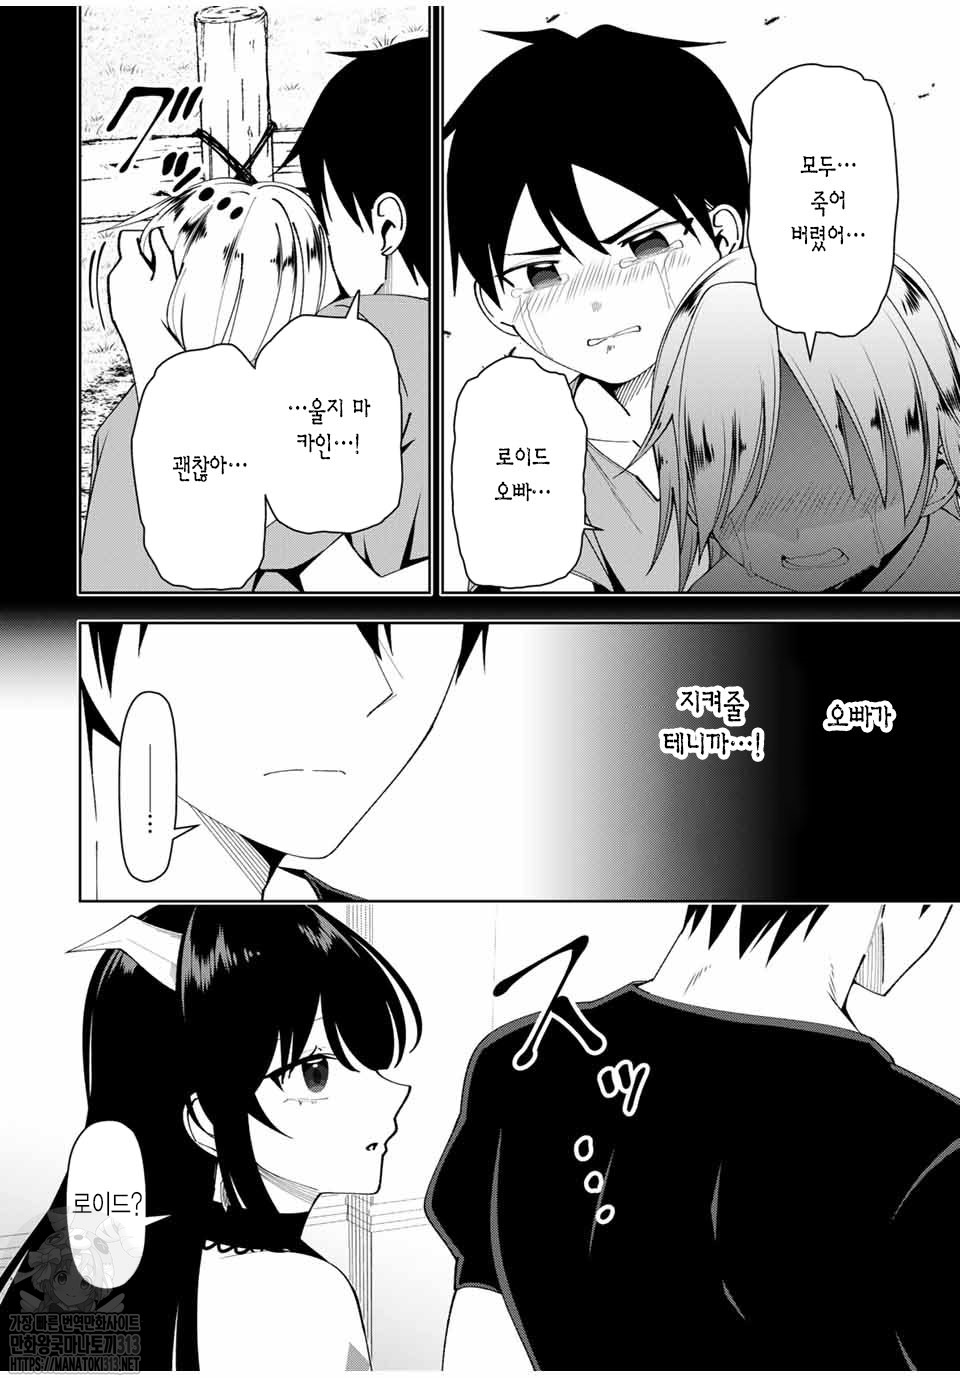 모두…
죽어
버렸어…
로이드
오빠…
…울지 마
카인…!
괜찮아…
グッ…
오빠가
지켜줄
테니까…!
……
スッ…
로이드?
가장 빠른 번역만화사이트
만화왕국마나토끼313
HTTPS://MANATOKI313.NET